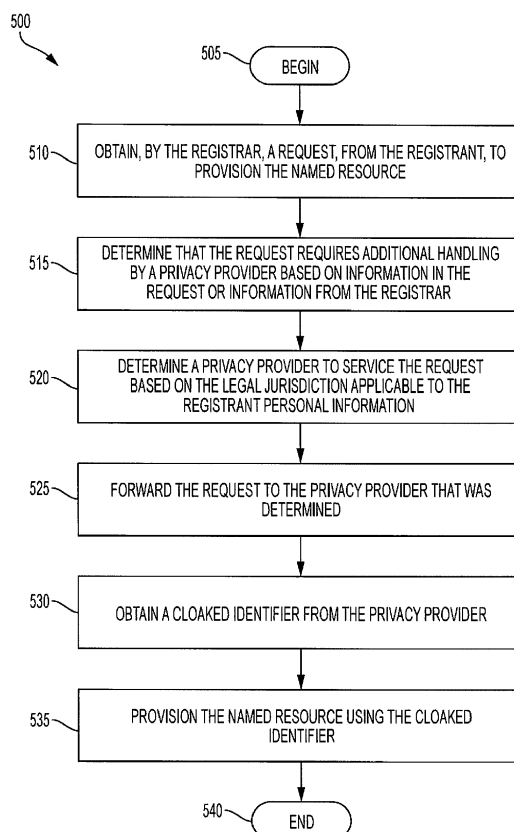 500
505
BEGIN
510
OBTAIN, BY THE REGISTRAR, A REQUEST, FROM THE REGISTRANT, TO
PROVISION THE NAMED RESOURCE
515
DETERMINE THAT THE REQUEST REQUIRES ADDITIONAL HANDLING
BY A PRIVACY PROVIDER BASED ON INFORMATION IN THE
REQUEST OR INFORMATION FROM THE REGISTRAR
520
DETERMINE A PRIVACY PROVIDER TO SERVICE THE REQUEST
BASED ON THE LEGAL JURISDICTION APPLICABLE TO THE
REGISTRANT PERSONAL INFORMATION
525
FORWARD THE REQUEST TO THE PRIVACY PROVIDER THAT WAS
DETERMINED
530
OBTAIN A CLOAKED IDENTIFIER FROM THE PRIVACY PROVIDER
535
PROVISION THE NAMED RESOURCE USING THE CLOAKED
IDENTIFIER
540
END